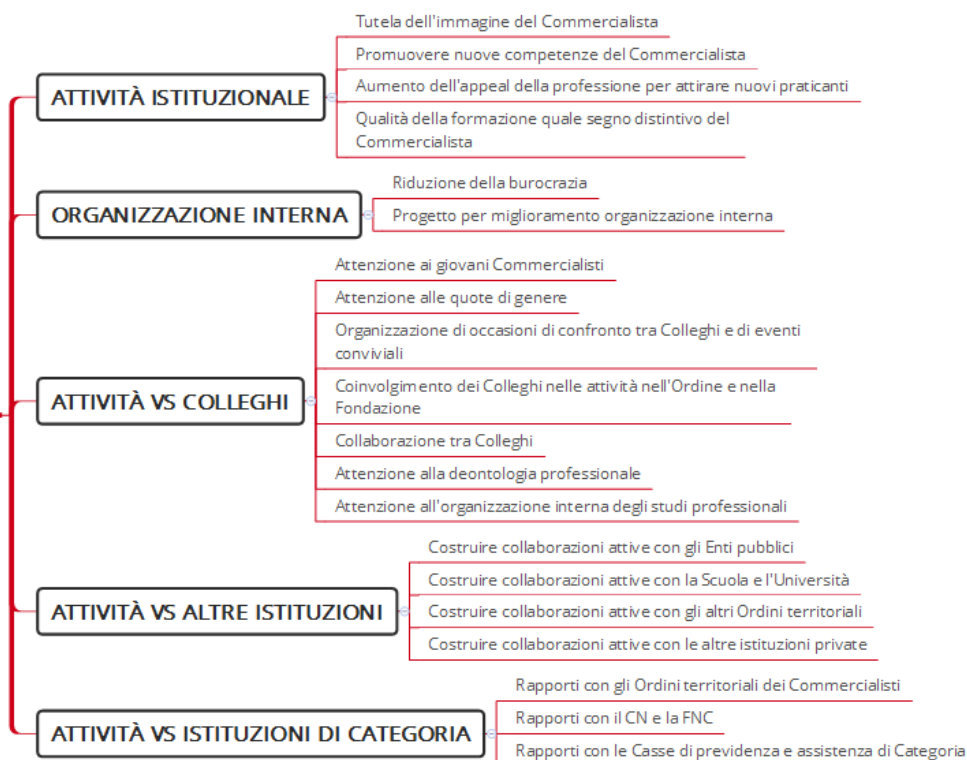 Tutela dell'immagine del Commercialista
Promuovere nuove competenze del Commercialista
ATTIVITÀ ISTITUZIONALE
Aumento dell'appeal della professione per attirare nuovi praticanti
Qualità della formazione quale segno distintivo del
Commercialista
Riduzione della burocrazia
ORGANIZZAZIONE INTERNA
Progetto per miglioramento organizzazione interna
Attenzione ai giovani Commercialisti
Attenzione alle quote di genere
Organizzazione di occasioni di confronto tra Colleghi e di eventi
conviviali
ATTIVITÀ VS COLLEGHI
Coinvolgimento dei Colleghi nelle attività nell'Ordine e nella
Fondazione
Collaborazione tra Colleghi
Attenzione alla deontologia professionale
Attenzione all'organizzazione interna degli studi professionali
Costruire collaborazioni attive con gli Enti pubblici
Costruire collaborazioni attive con la Scuola e l'Università
ATTIVITÀ VS ALTRE ISTITUZIONI
Costruire collaborazioni attive con gli altri Ordini territoriali
Costruire collaborazioni attive con le altre istituzioni private
Rapporti con gli Ordini territoriali dei Commercialisti
ATTIVITÀ VS ISTITUZIONI DI CATEGORIA
Rapporti con il CN e la FNC
Rapporti con le Casse di previdenza e assistenza di Categoria